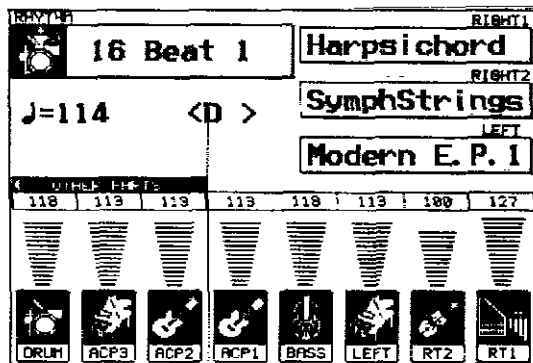 RHYTHM
16 Beat 1
RIGHT1
Harpsichord
RIGHT2
SymphStrings
♩=114 <D >
LEFT
Modern E.P.1
OTHER PARTS
118 113 113 113 118 113 100 127
DRUM ACP3 ACP2 ACP1 BASS LEFT RT2 RT1